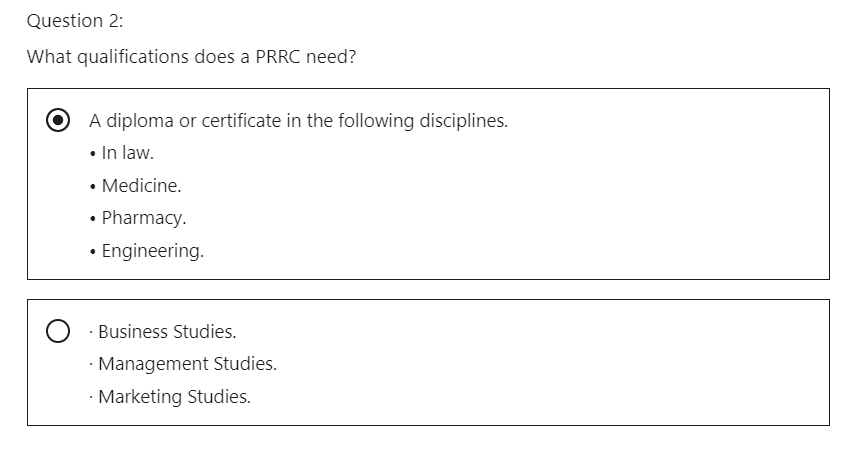 Question 2:
What qualifications does a PRRC need?
A diploma or certificate in the following disciplines.
• In law.
• Medicine.
• Pharmacy.
• Engineering.
· Business Studies.
· Management Studies.
· Marketing Studies.